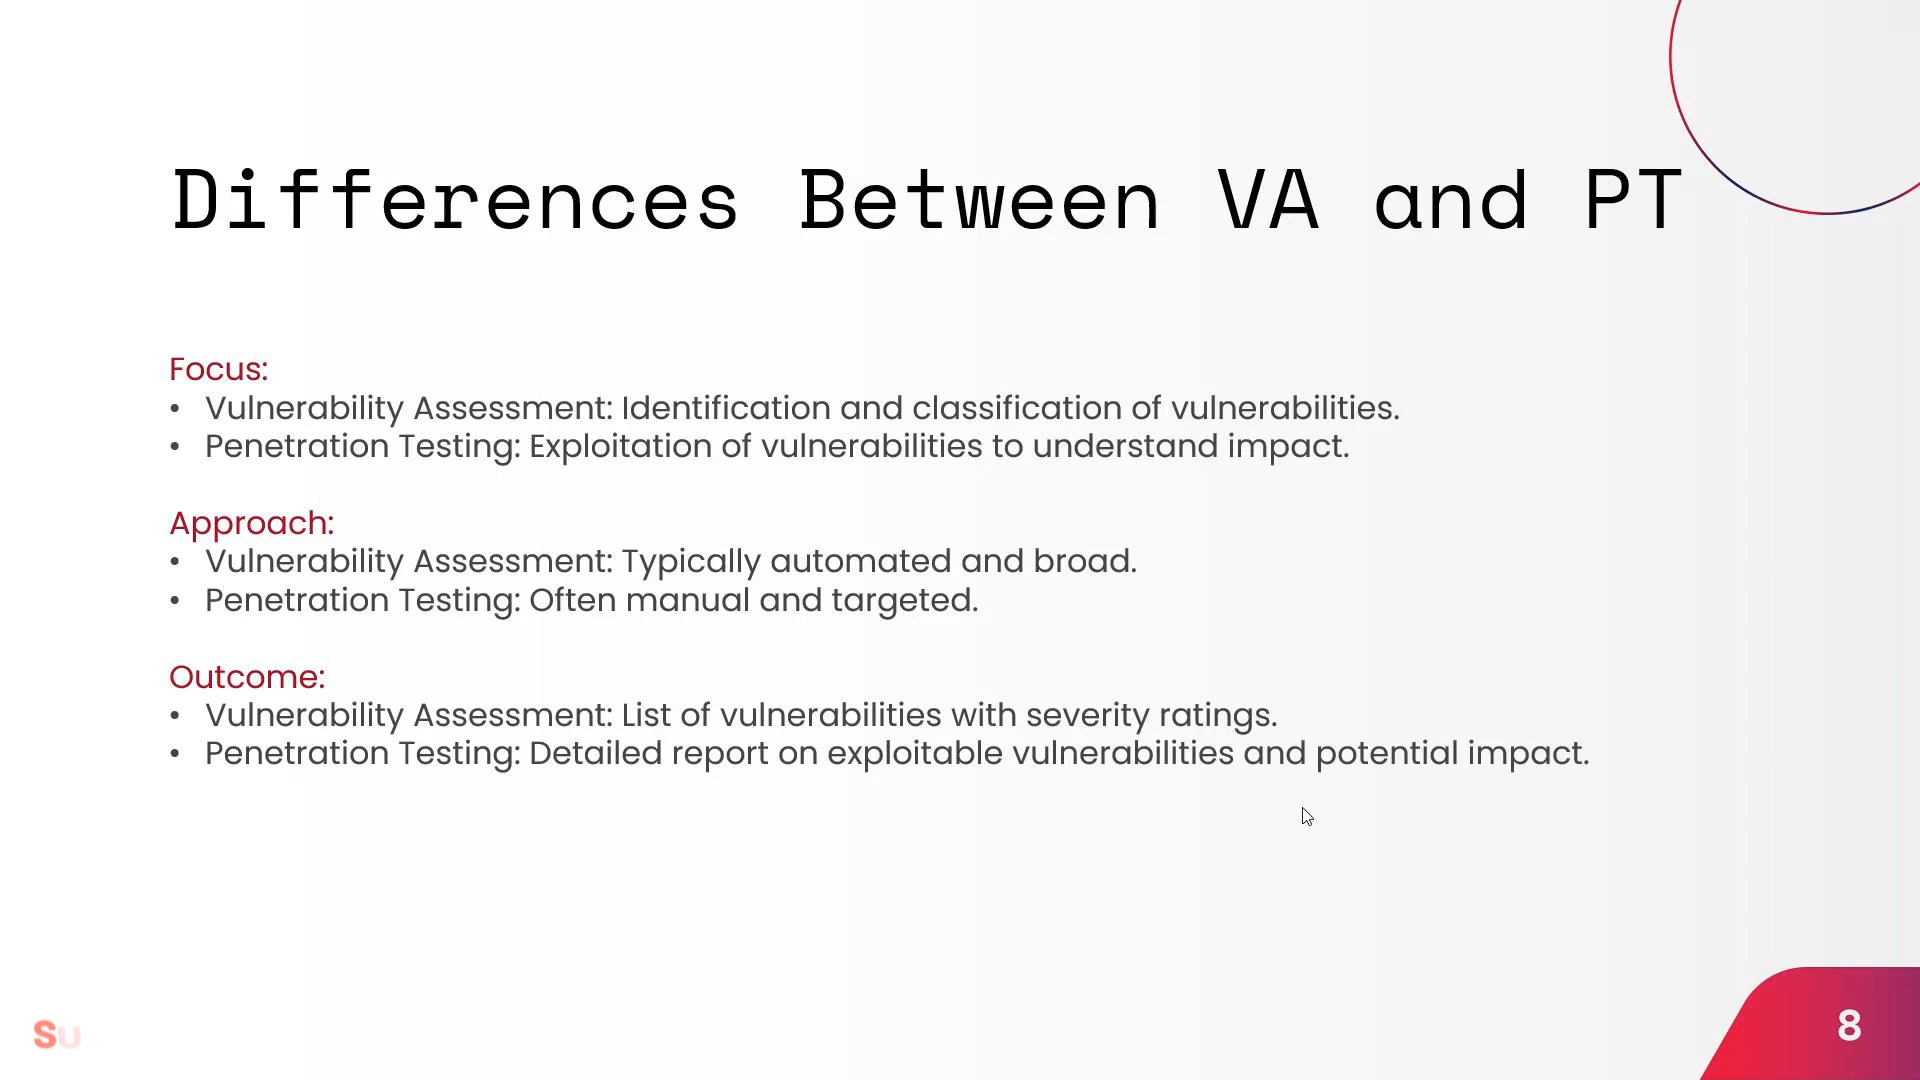 Differences Between VA and PT
Focus:
• Vulnerability Assessment: Identification and classification of vulnerabilities.
• Penetration Testing: Exploitation of vulnerabilities to understand impact.
Approach:
• Vulnerability Assessment: Typically automated and broad.
• Penetration Testing: Often manual and targeted.
Outcome:
• Vulnerability Assessment: List of vulnerabilities with severity ratings.
• Penetration Testing: Detailed report on exploitable vulnerabilities and potential impact.
Su
8